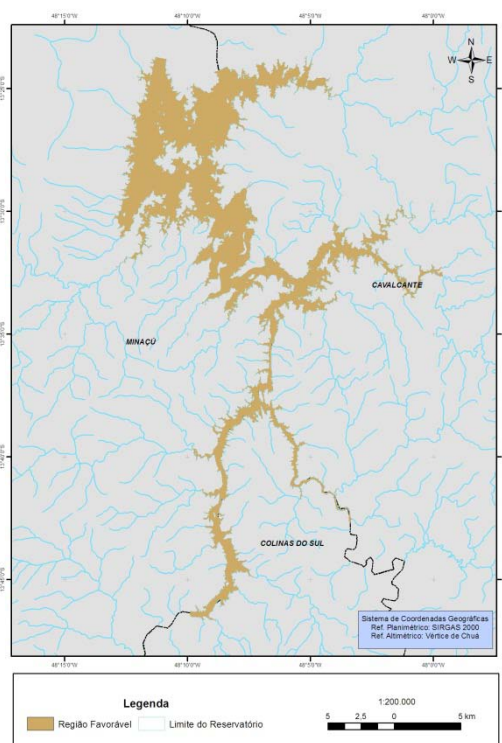 48°15'0"W 48°10'0"W 48°5'0"W 48°0'0"W
N
W E
S
CAVALCANTE
MINAÇÚ
COLINAS DO SUL
Sistema de Coordenadas Geográficas
Ref. Planimétrico: SIRGAS 2000
Ref. Altimétrico: Vértice de Chuá
48°15'0"W 48°10'0"W 48°5'0"W 48°0'0"W
Legenda
Região Favorável Limite do Reservatório
1:200.000
5 2,5 0 5 km